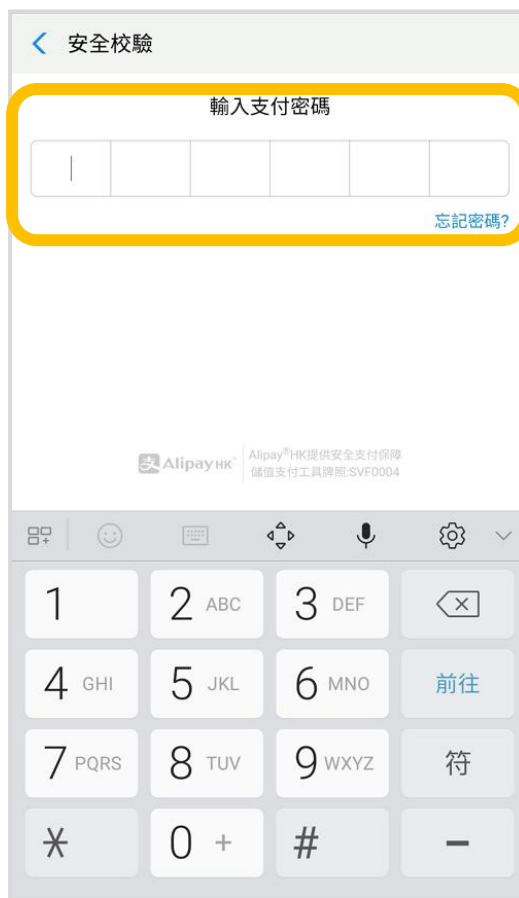 安全校驗
輸入支付密碼
忘記密碼?
Alipay HK™
Alipay®HK提供安全支付保障
儲值支付工具牌照:SVF0004
1 2 ABC 3 DEF
4 GHI 5 JKL 6 MNO 前往
7 PQRS 8 TUV 9 WXYZ 符
* 0 + # -